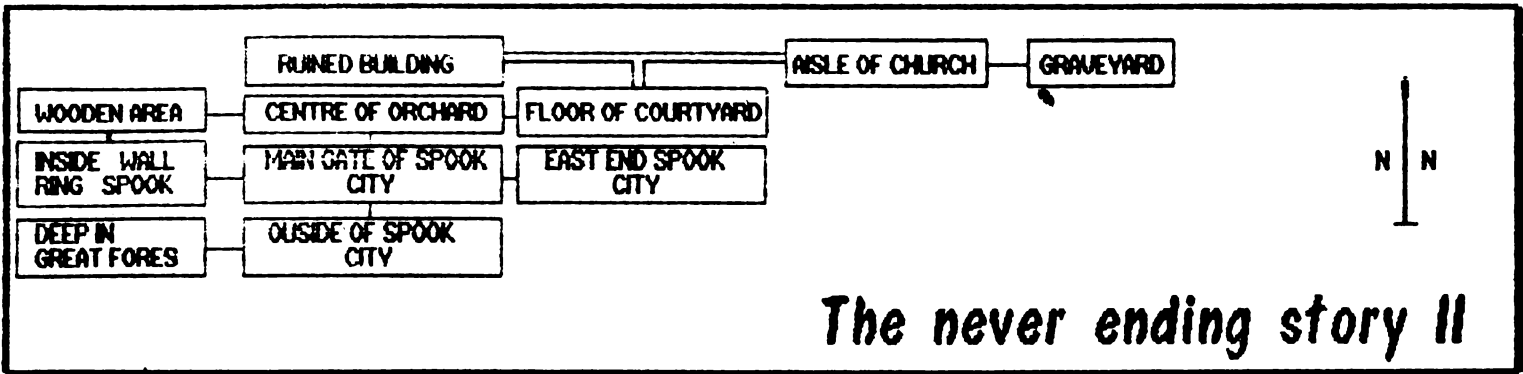 RUINED BUILDING
AISLE OF CHURCH
GRAVEYARD
WOODEN AREA
CENTRE OF ORCHARD
FLOOR OF COURTYARD
INSIDE WALL
RING SPOOK
MAIN GATE OF SPOOK
CITY
EAST END SPOOK
CITY
N N
DEEP IN
GREAT FORES
OUSIDE OF SPOOK
CITY
The never ending story II